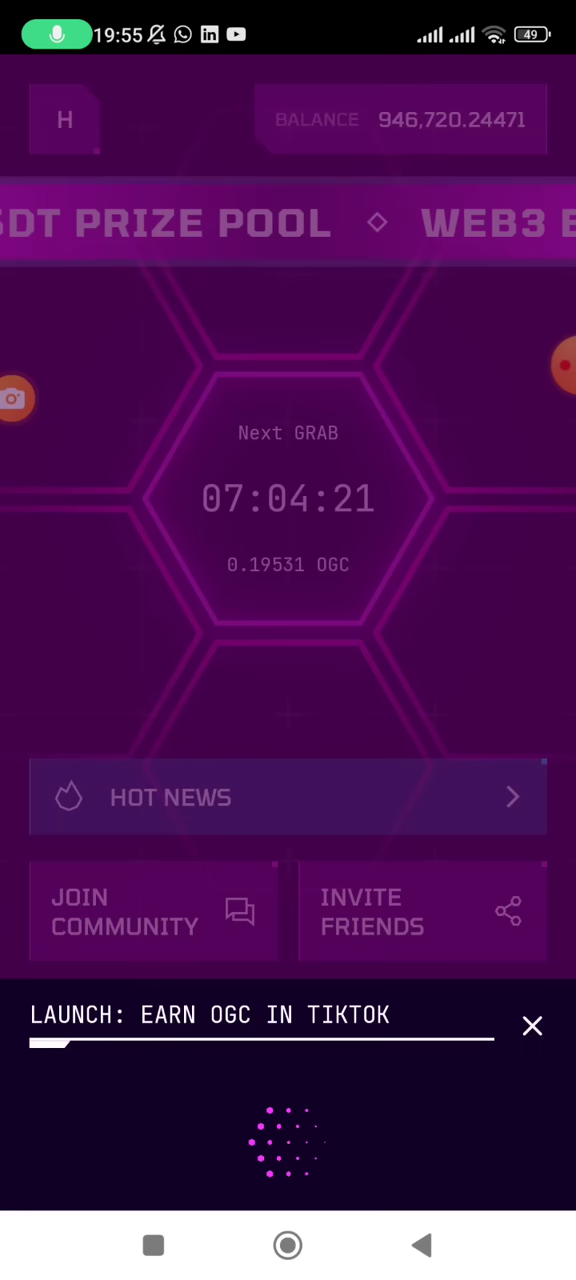 19:55
49
H
BALANCE 946,720.24471
PRIZE POOL ◇ WEB3
Next GRAB
07:04:21
0.19531 OGC
HOT NEWS
JOIN
COMMUNITY
INVITE
FRIENDS
LAUNCH: EARN OGC IN TIKTOK